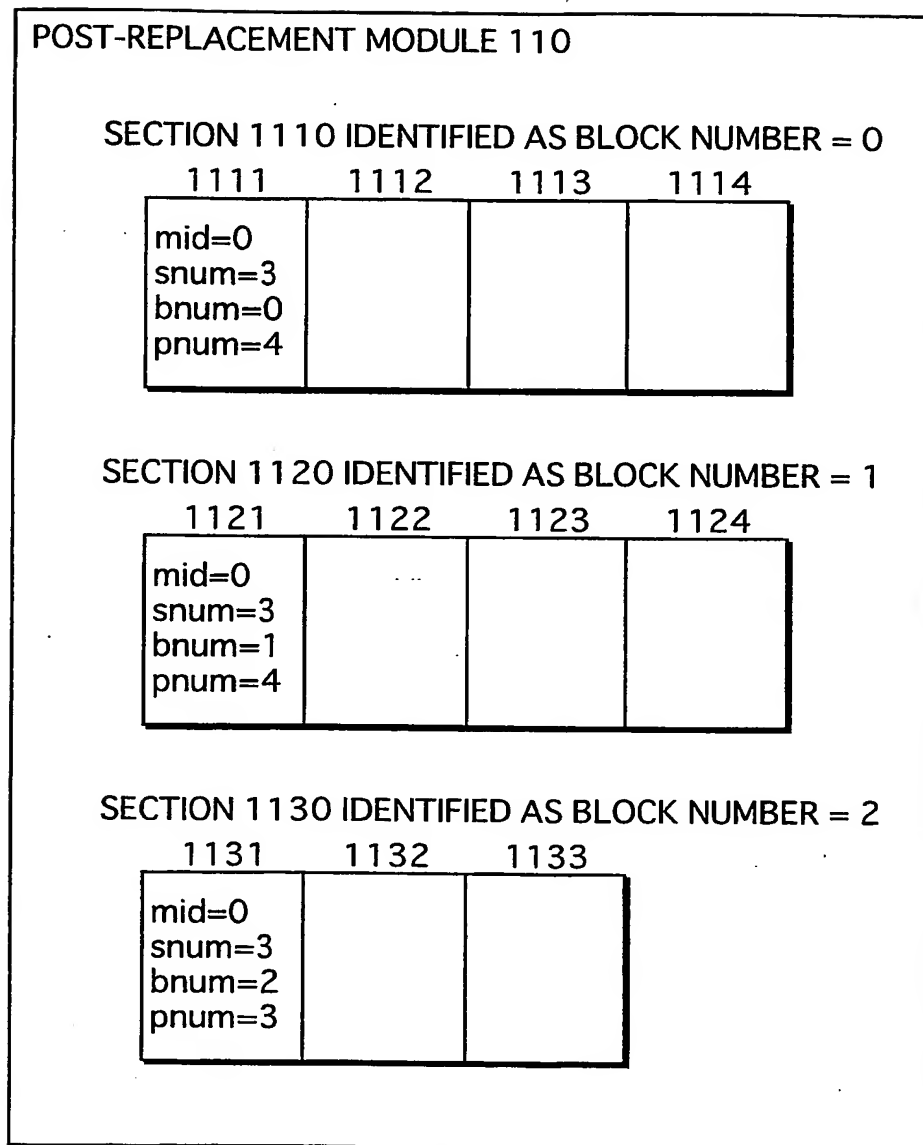 POST-REPLACEMENT MODULE 110
SECTION 1110 IDENTIFIED AS BLOCK NUMBER = 0
1111 1112 1113 1114
mid=0
snum=3
bnum=0
pnum=4
SECTION 1120 IDENTIFIED AS BLOCK NUMBER = 1
1121 1122 1123 1124
mid=0
snum=3
bnum=1
pnum=4
SECTION 1130 IDENTIFIED AS BLOCK NUMBER = 2
1131 1132 1133
mid=0
snum=3
bnum=2
pnum=3